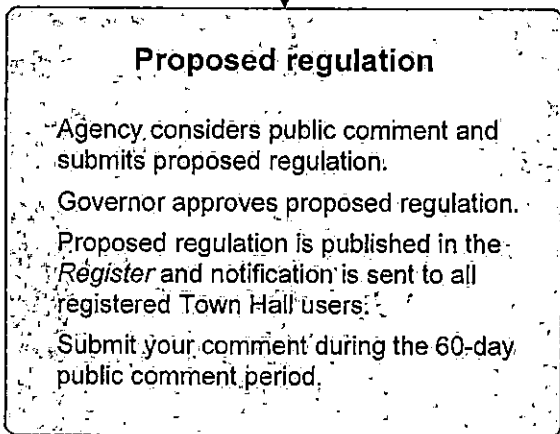 Proposed regulation
Agency considers public comment and
submits proposed regulation.
Governor approves proposed regulation.
Proposed regulation is published in the
Register and notification is sent to all
registered Town Hall users.
Submit your comment during the 60-day
public comment period.